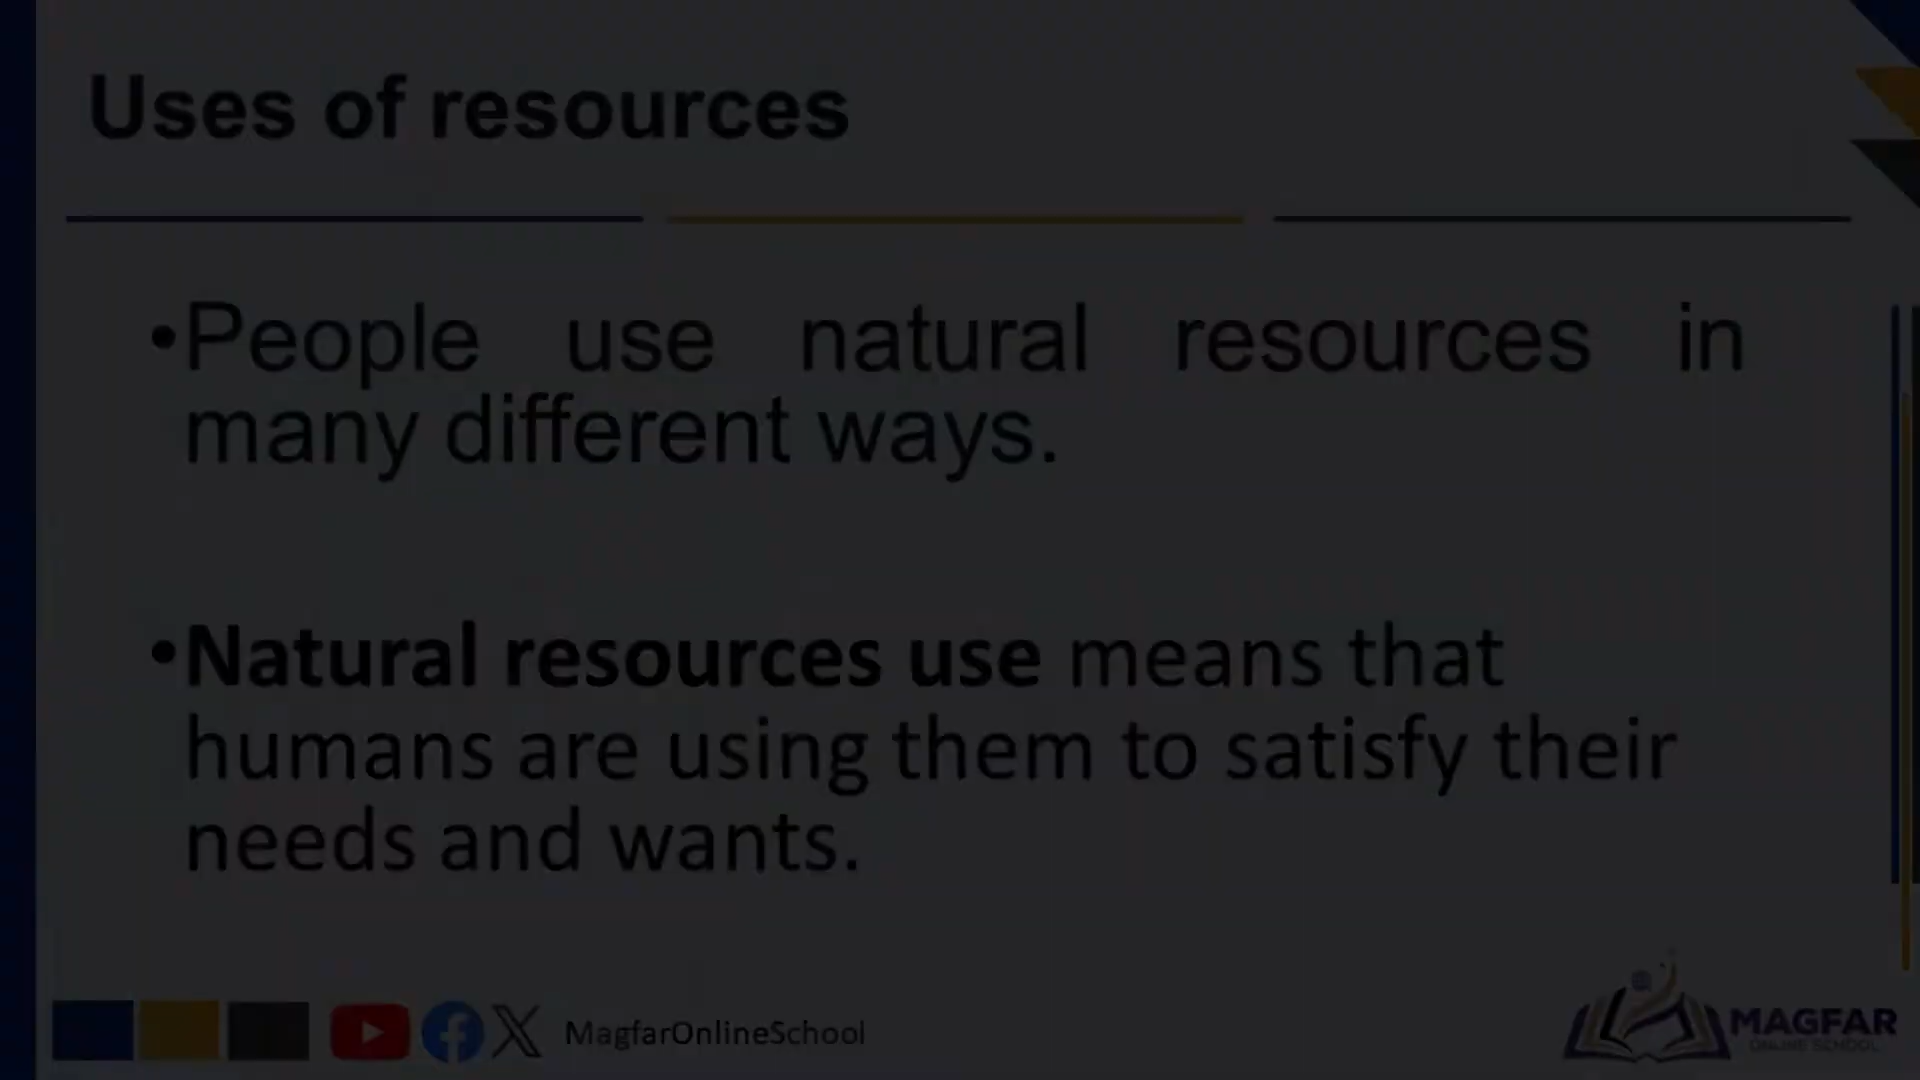 Uses of resources
•People use natural resources in
many different ways.
•Natural resources use means that
humans are using them to satisfy their
needs and wants.
MagfarOnlineSchool
MAGFAR
ONLINE SCHOOL